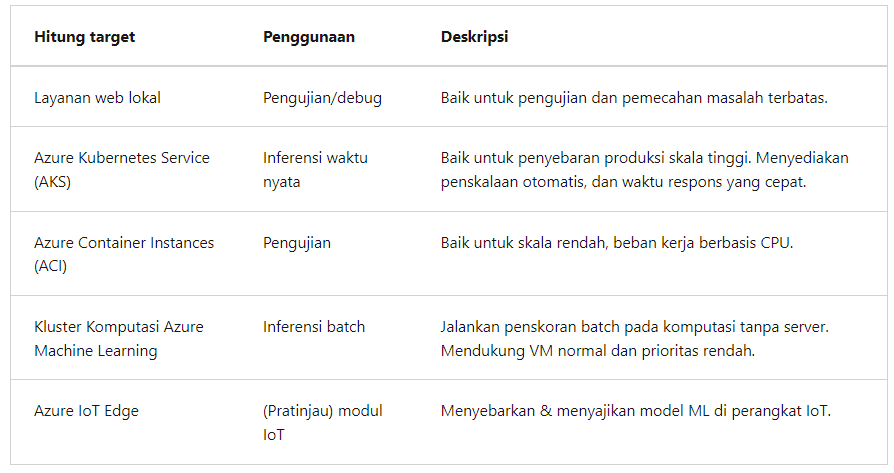 Hitung target Penggunaan Deskripsi
Layanan web lokal Pengujian/debug Baik untuk pengujian dan pemecahan masalah terbatas.
Azure Kubernetes Service Inferensi waktu Baik untuk penyebaran produksi skala tinggi. Menyediakan
(AKS) nyata penskalaan otomatis, dan waktu respons yang cepat.
Azure Container Instances Pengujian Baik untuk skala rendah, beban kerja berbasis CPU.
(ACI)
Kluster Komputasi Azure Inferensi batch Jalankan penskoran batch pada komputasi tanpa server.
Machine Learning Mendukung VM normal dan prioritas rendah.
Azure IoT Edge (Pratinjau) modul Menyebarkan & menyajikan model ML di perangkat IoT.
IoT